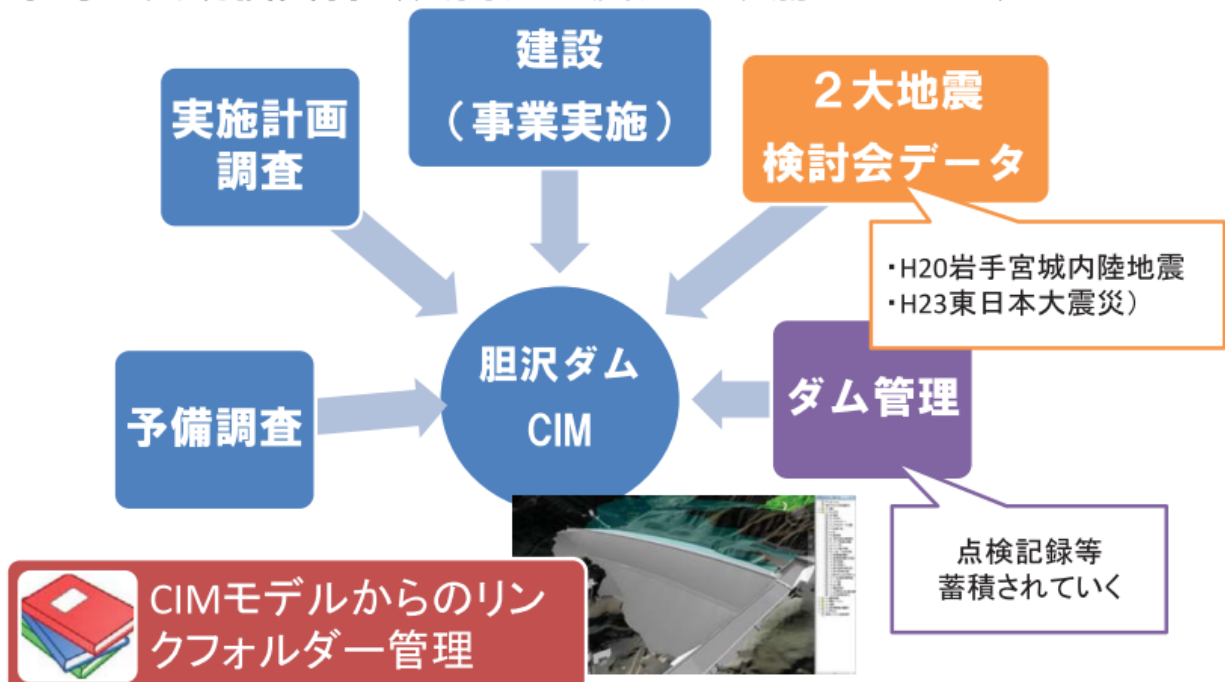 建設
(事業実施)
実施計画
調査
２大地震
検討会データ
・H20岩手宮城内陸地震
・H23東日本大震災)
胆沢ダム
CIM
予備調査
ダム管理
点検記録等
蓄積されていく
CIMモデルからのリン
クフォルダー管理